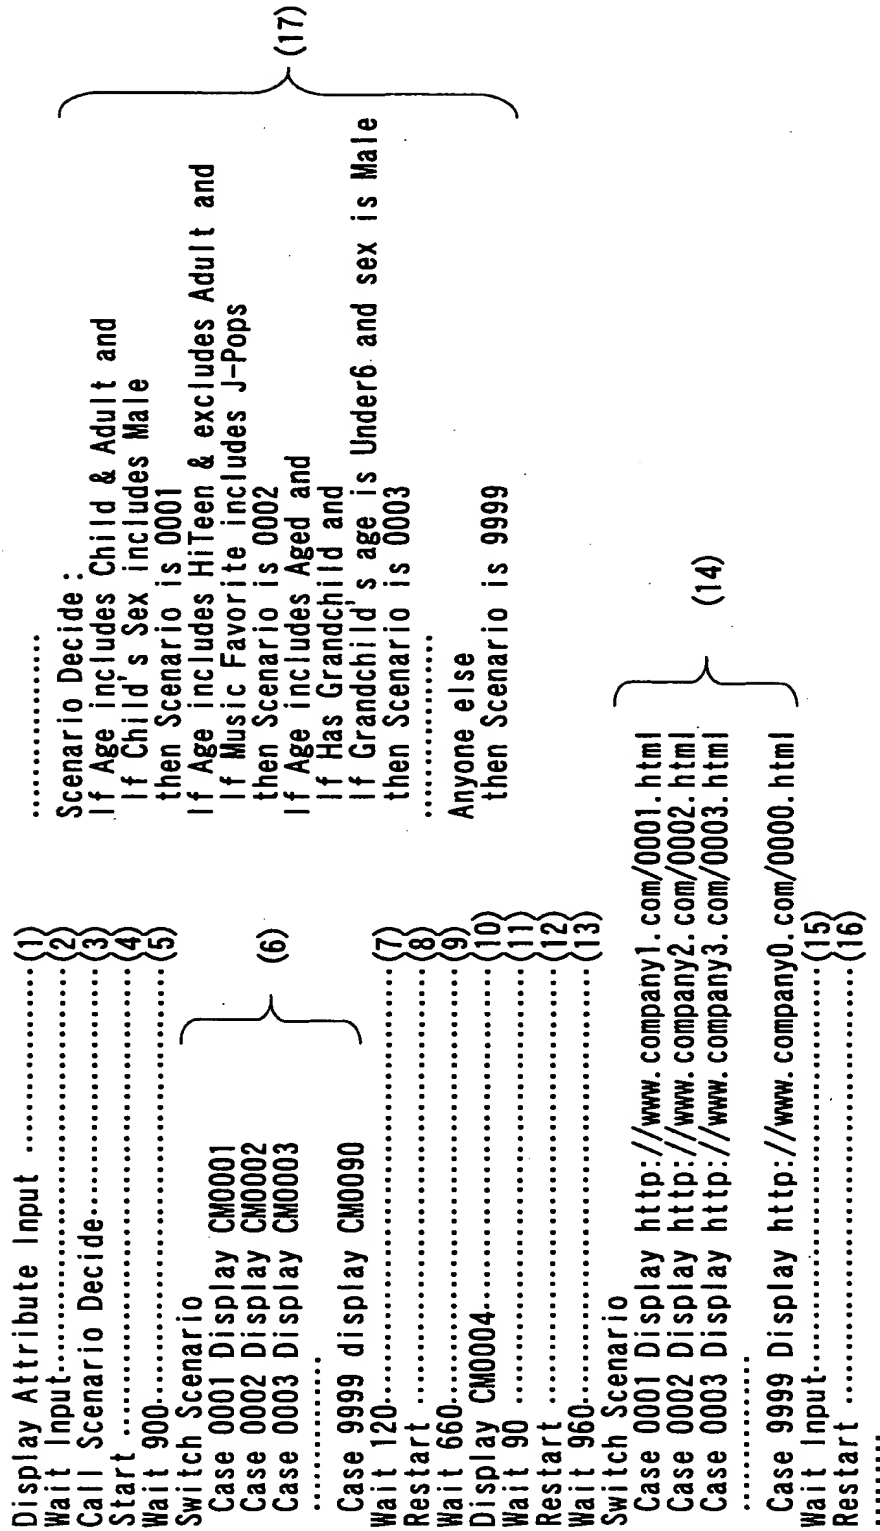 Display Attribute Input ..................(1)
Wait Input..................(2)
Call Scenario Decide..................(3)
Start ..................(4)
Wait 900..................(5)
Switch Scenario
Case 0001 Display CM0001
Case 0002 Display CM0002
Case 0003 Display CM0003
............
(6)
Case 9999 display CM0090
Wait 120..................(7)
Restart ..................(8)
Wait 660..................(9)
Display CM0004..................(10)
Wait 90 ..................(11)
Restart ..................(12)
Wait 960..................(13)
Switch Scenario
Case 0001 Display http://www.company1.com/0001.html
Case 0002 Display http://www.company2.com/0002.html
Case 0003 Display http://www.company3.com/0003.html
............
(14)
Case 9999 Display http://www.company0.com/0000.html
Wait Input..................(15)
Restart ..................(16)
............
...............
Scenario Decide:
If Age includes Child & Adult and
If Child's Sex includes Male
then Scenario is 0001
If Age includes HiTeen & excludes Adult and
If Music Favorite includes J-Pops
then Scenario is 0002
If Age includes Aged and
If Has Grandchild and
If Grandchild's age is Under6 and sex is Male
then Scenario is 0003
...............
Anyone else
then Scenario is 9999
(17)